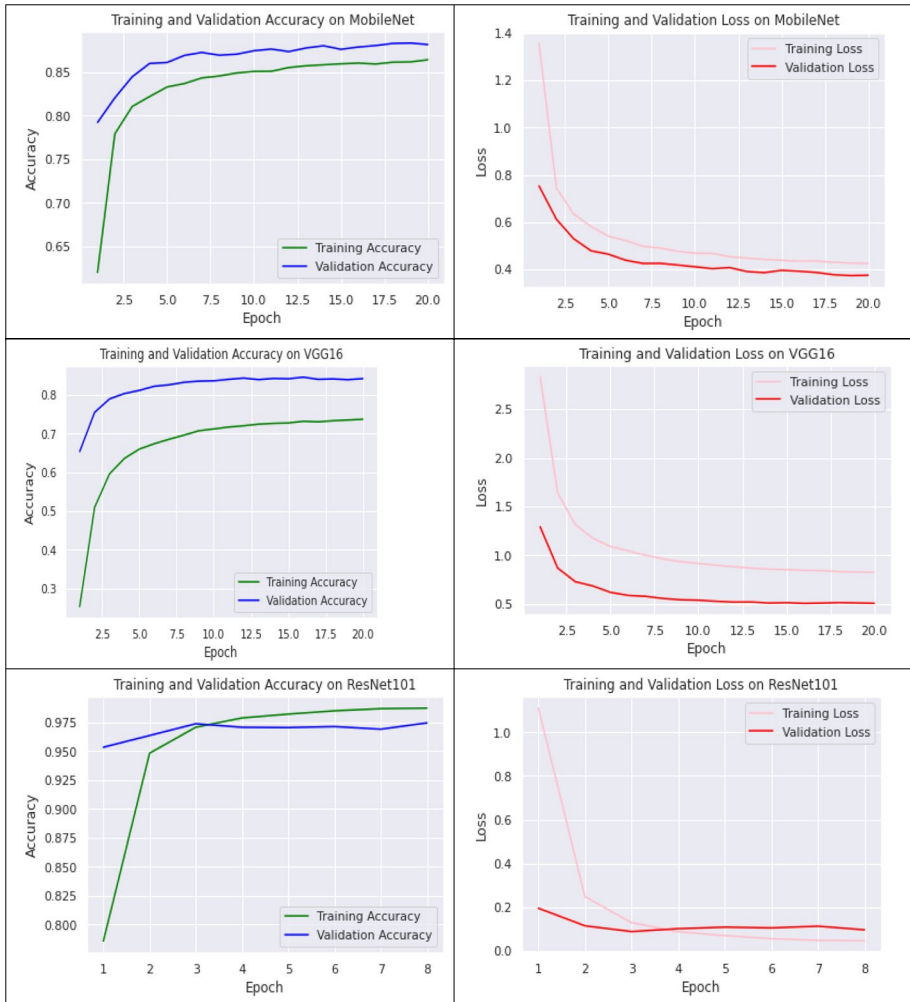 Training and Validation Accuracy on MobileNet
0.85
0.80
0.75
0.70
0.65
Accuracy
Training Accuracy
Validation Accuracy
2.5 5.0 7.5 10.0 12.5 15.0 17.5 20.0
Epoch
Training and Validation Loss on MobileNet
1.4
1.2
1.0
0.8
0.6
0.4
Loss
Training Loss
Validation Loss
2.5 5.0 7.5 10.0 12.5 15.0 17.5 20.0
Epoch
Training and Validation Accuracy on VGG16
0.8
0.7
0.6
0.5
0.4
0.3
Accuracy
Training Accuracy
Validation Accuracy
2.5 5.0 7.5 10.0 12.5 15.0 17.5 20.0
Epoch
Training and Validation Loss on VGG16
2.5
2.0
1.5
1.0
0.5
Loss
Training Loss
Validation Loss
2.5 5.0 7.5 10.0 12.5 15.0 17.5 20.0
Epoch
Training and Validation Accuracy on ResNet101
0.975
0.950
0.925
0.900
0.875
0.850
0.825
0.800
Accuracy
Training Accuracy
Validation Accuracy
1 2 3 4 5 6 7 8
Epoch
Training and Validation Loss on ResNet101
1.0
0.8
0.6
0.4
0.2
0.0
Loss
Training Loss
Validation Loss
1 2 3 4 5 6 7 8
Epoch